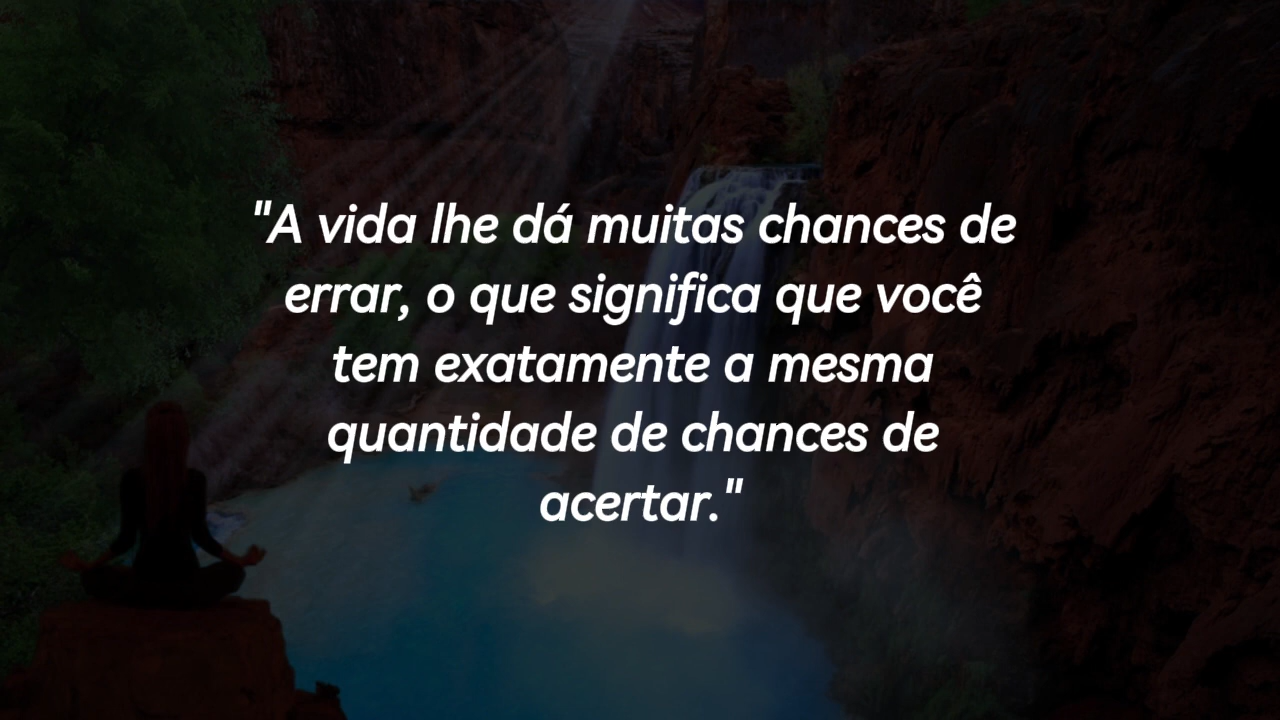 "A vida lhe dá muitas chances de
errar, o que significa que você
tem exatamente a mesma
quantidade de chances de
acertar."